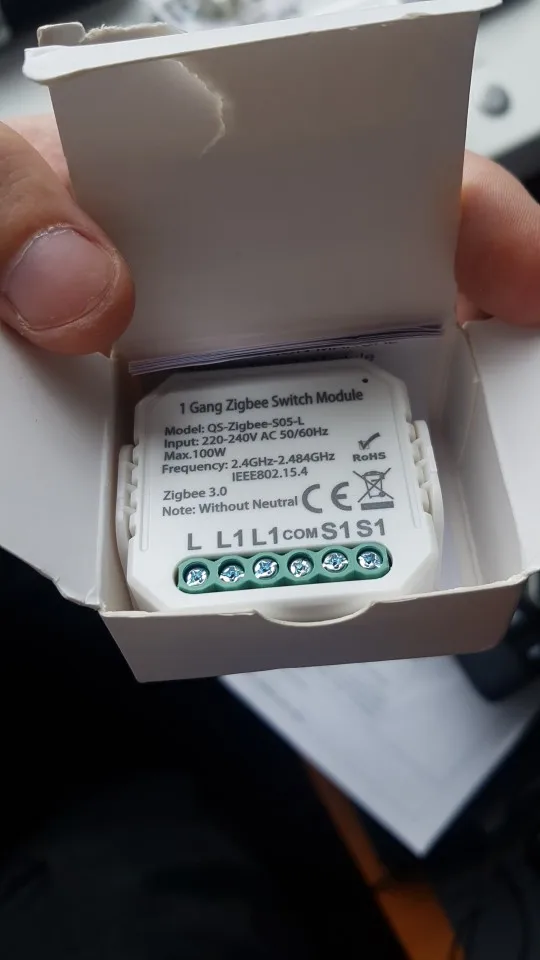 1 Gang Zigbee Switch Module
Model: QS-Zigbee-S05-L
Input: 220-240V AC 50/60Hz
Max.100W
Frequency: 2.4GHz-2.484GHz
IEEE802.15.4
RoHS
Zigbee 3.0
Note: Without Neutral
CE
L L1 L1 COM S1 S1